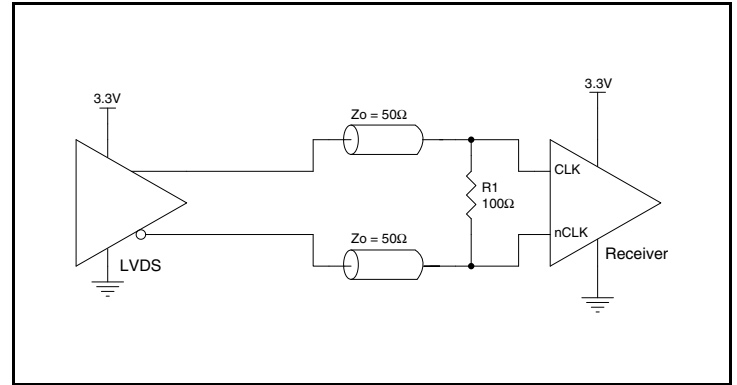 3.3V
3.3V
Zo = 50Ω
CLK
R1
100Ω
Zo = 50Ω
nCLK
LVDS
Receiver